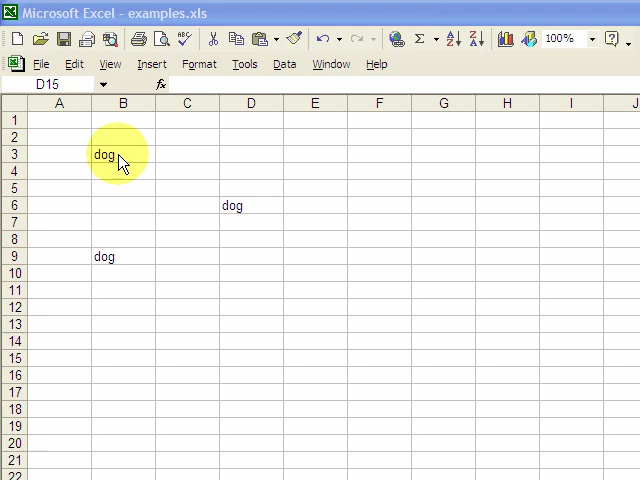 Microsoft Excel - examples.xls
100%
File Edit View Insert Format Tools Data Window Help
D15 fx
A B C D E F G H I J
1
2
3 dog
4
5
6 dog
7
8
9 dog
10
11
12
13
14
15
16
17
18
19
20
21
22